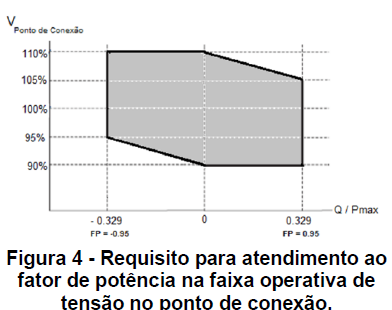 V
Ponto de Conexão
110%
105%
100%
95%
90%
Q / Pmax
- 0.329
0
0.329
FP = -0.95
FP = 0.95
Figura 4 - Requisito para atendimento ao
fator de potência na faixa operativa de
tensão no ponto de conexão.